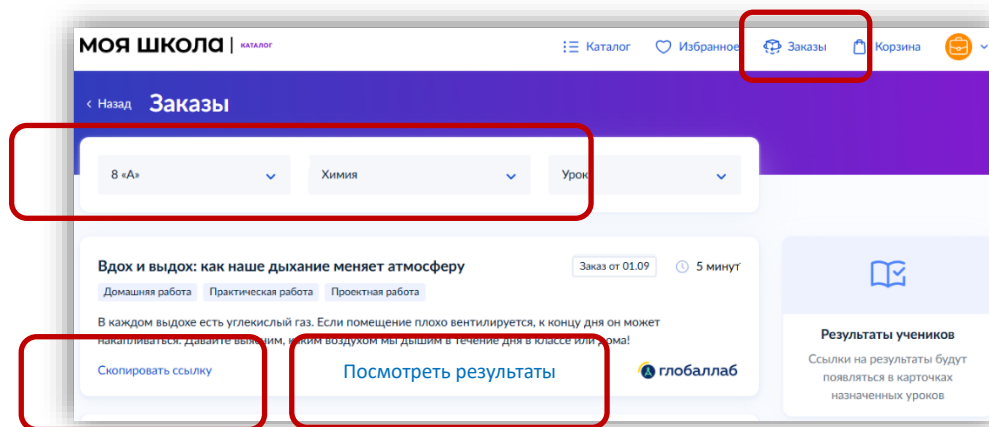 моя школа | КАТАЛОГ
Каталог Избранное Заказы Корзина
‹ Назад Заказы
8 «А» Химия Урок
Вдох и выдох: как наше дыхание меняет атмосферу
Заказ от 01.09 5 минут
Домашняя работа Практическая работа Проектная работа
В каждом выдохе есть углекислый газ. Если помещение плохо вентилируется, к концу дня он может
накапливаться. Давайте выясним, каким воздухом мы дышим в течение дня в классе или дома!
Скопировать ссылку
Посмотреть результаты
глобаллаб
Результаты учеников
Ссылки на результаты будут
появляться в карточках
назначенных уроков